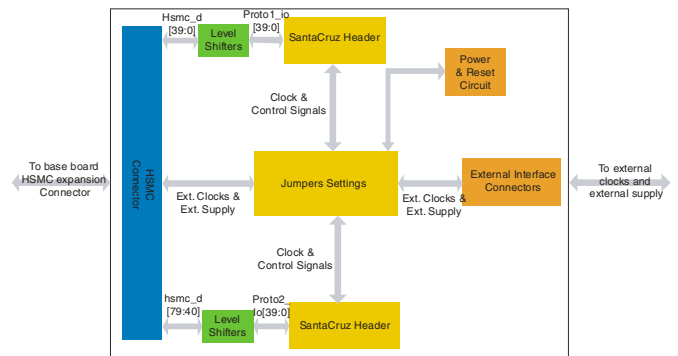 Hsmc_d
[39:0]
Level
Shifters
Proto1_io
[39:0]
SantaCruz Header
Power
& Reset
Circuit
Clock &
Control Signals
To base board
HSMC expansion
Connector
HSMC
Connector
Ext. Clocks &
Ext. Supply
Jumpers Settings
Ext. Clocks &
Ext. Supply
External Interface
Connectors
To external
clocks and
external supply
Clock &
Control Signals
hsmc_d
[79:40]
Level
Shifters
Proto2_
Io[39:0]
SantaCruz Header